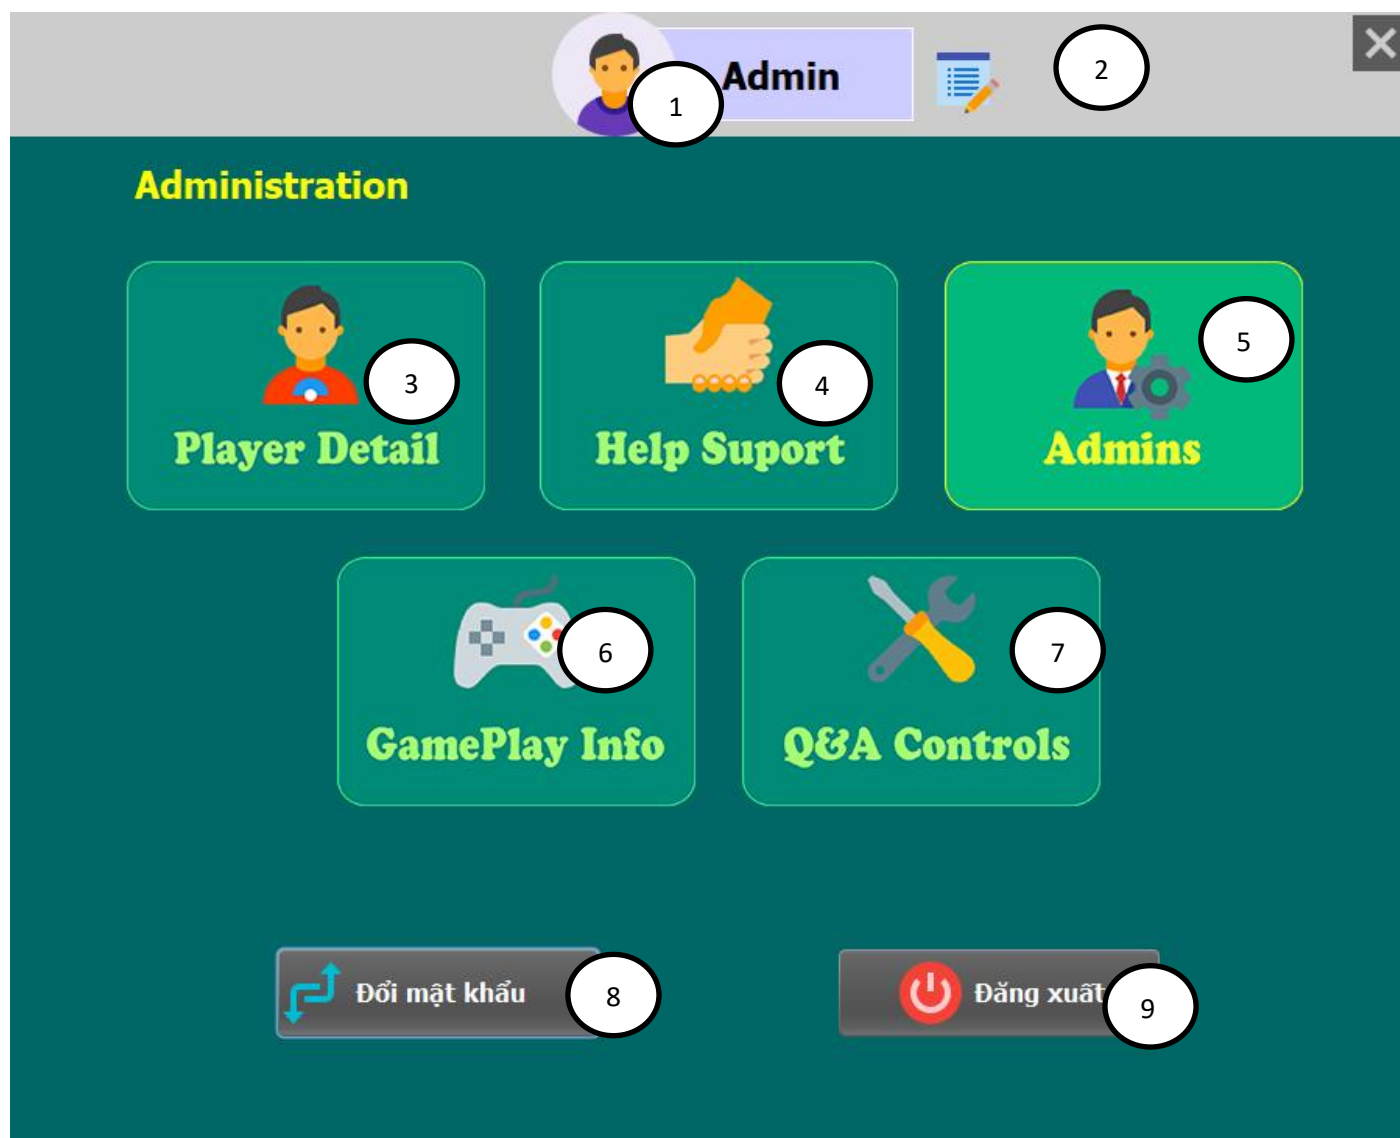 Admin
1
2
Administration
3
4
5
Player Detail
Help Suport
Admins
6
7
GamePlay Info
Q&A Controls
Đổi mật khẩu
8
Đăng xuất
9